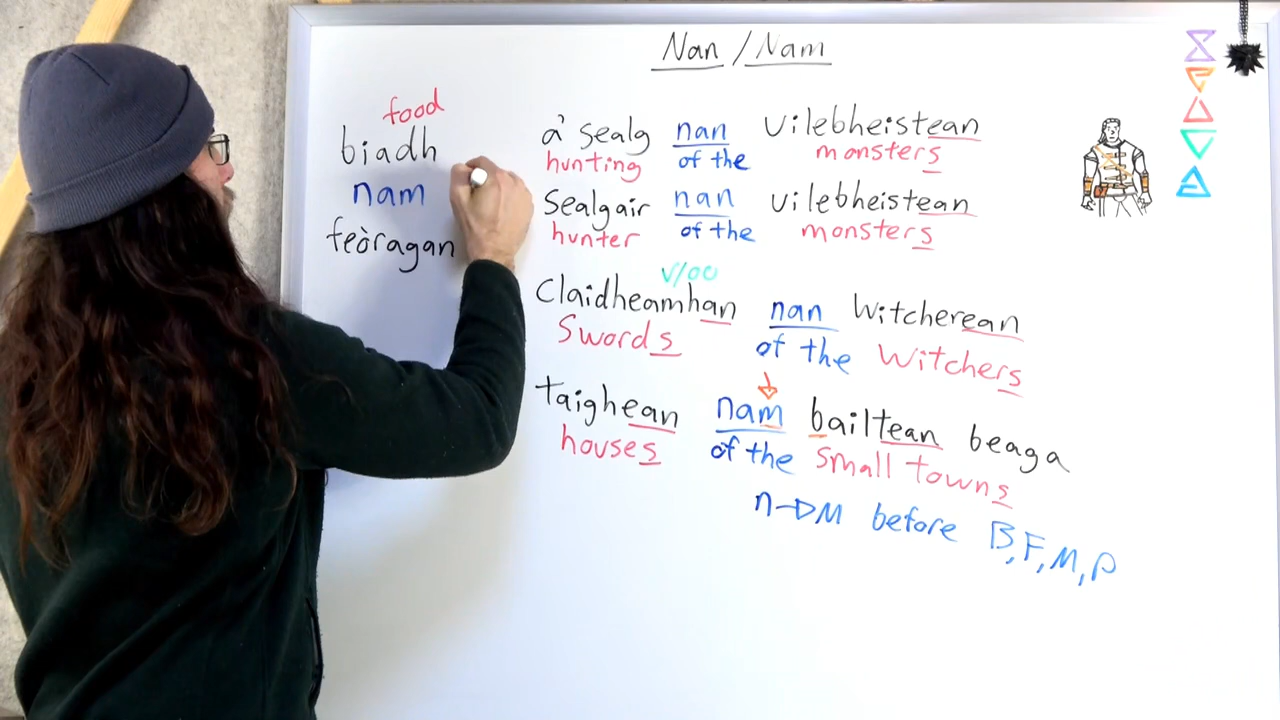 Nan / Nam
food
biadh
nam
feòragan
a' sealg nan uilebheistean
hunting of the monsters
Sealgair nan uilebheistean
hunter of the monsters
v/oo
Claidheamhan nan Witcherean
Swords of the Witchers
Taighean nam bailtean beaga
houses of the small towns
n→M before B, F, M, P